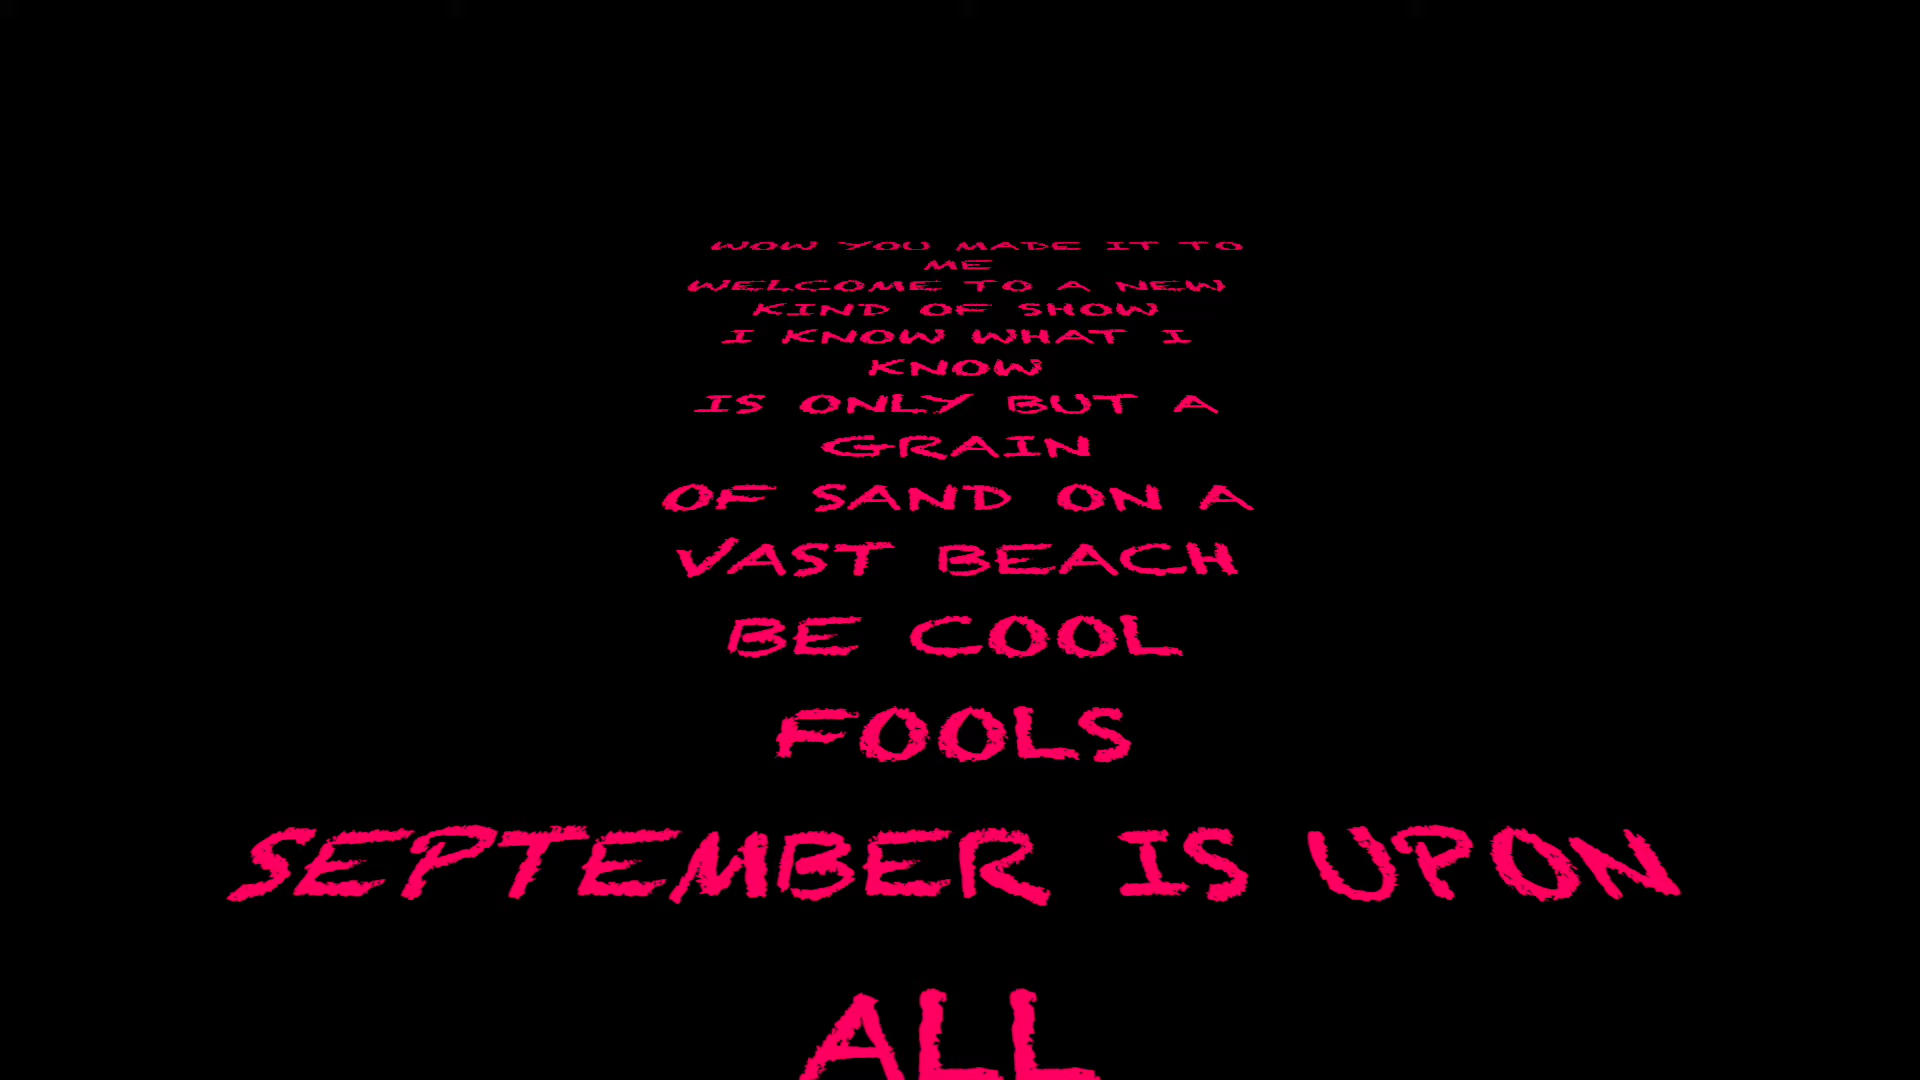 WOW YOU MADE IT TO
ME
WELCOME TO A NEW
KIND OF SHOW
I KNOW WHAT I
KNOW
IS ONLY BUT A
GRAIN
OF SAND ON A
VAST BEACH
BE COOL
FOOLS
SEPTEMBER IS UPON
ALL